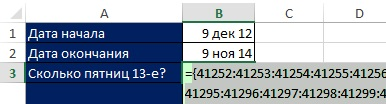 A B C D
1 Дата начала 9 дек 12
2 Дата окончания 9 ноя 14
3 Сколько пятниц 13-е? ={41252:41253:41254:41255:41256
41295:41296:41297:41298:41299:4